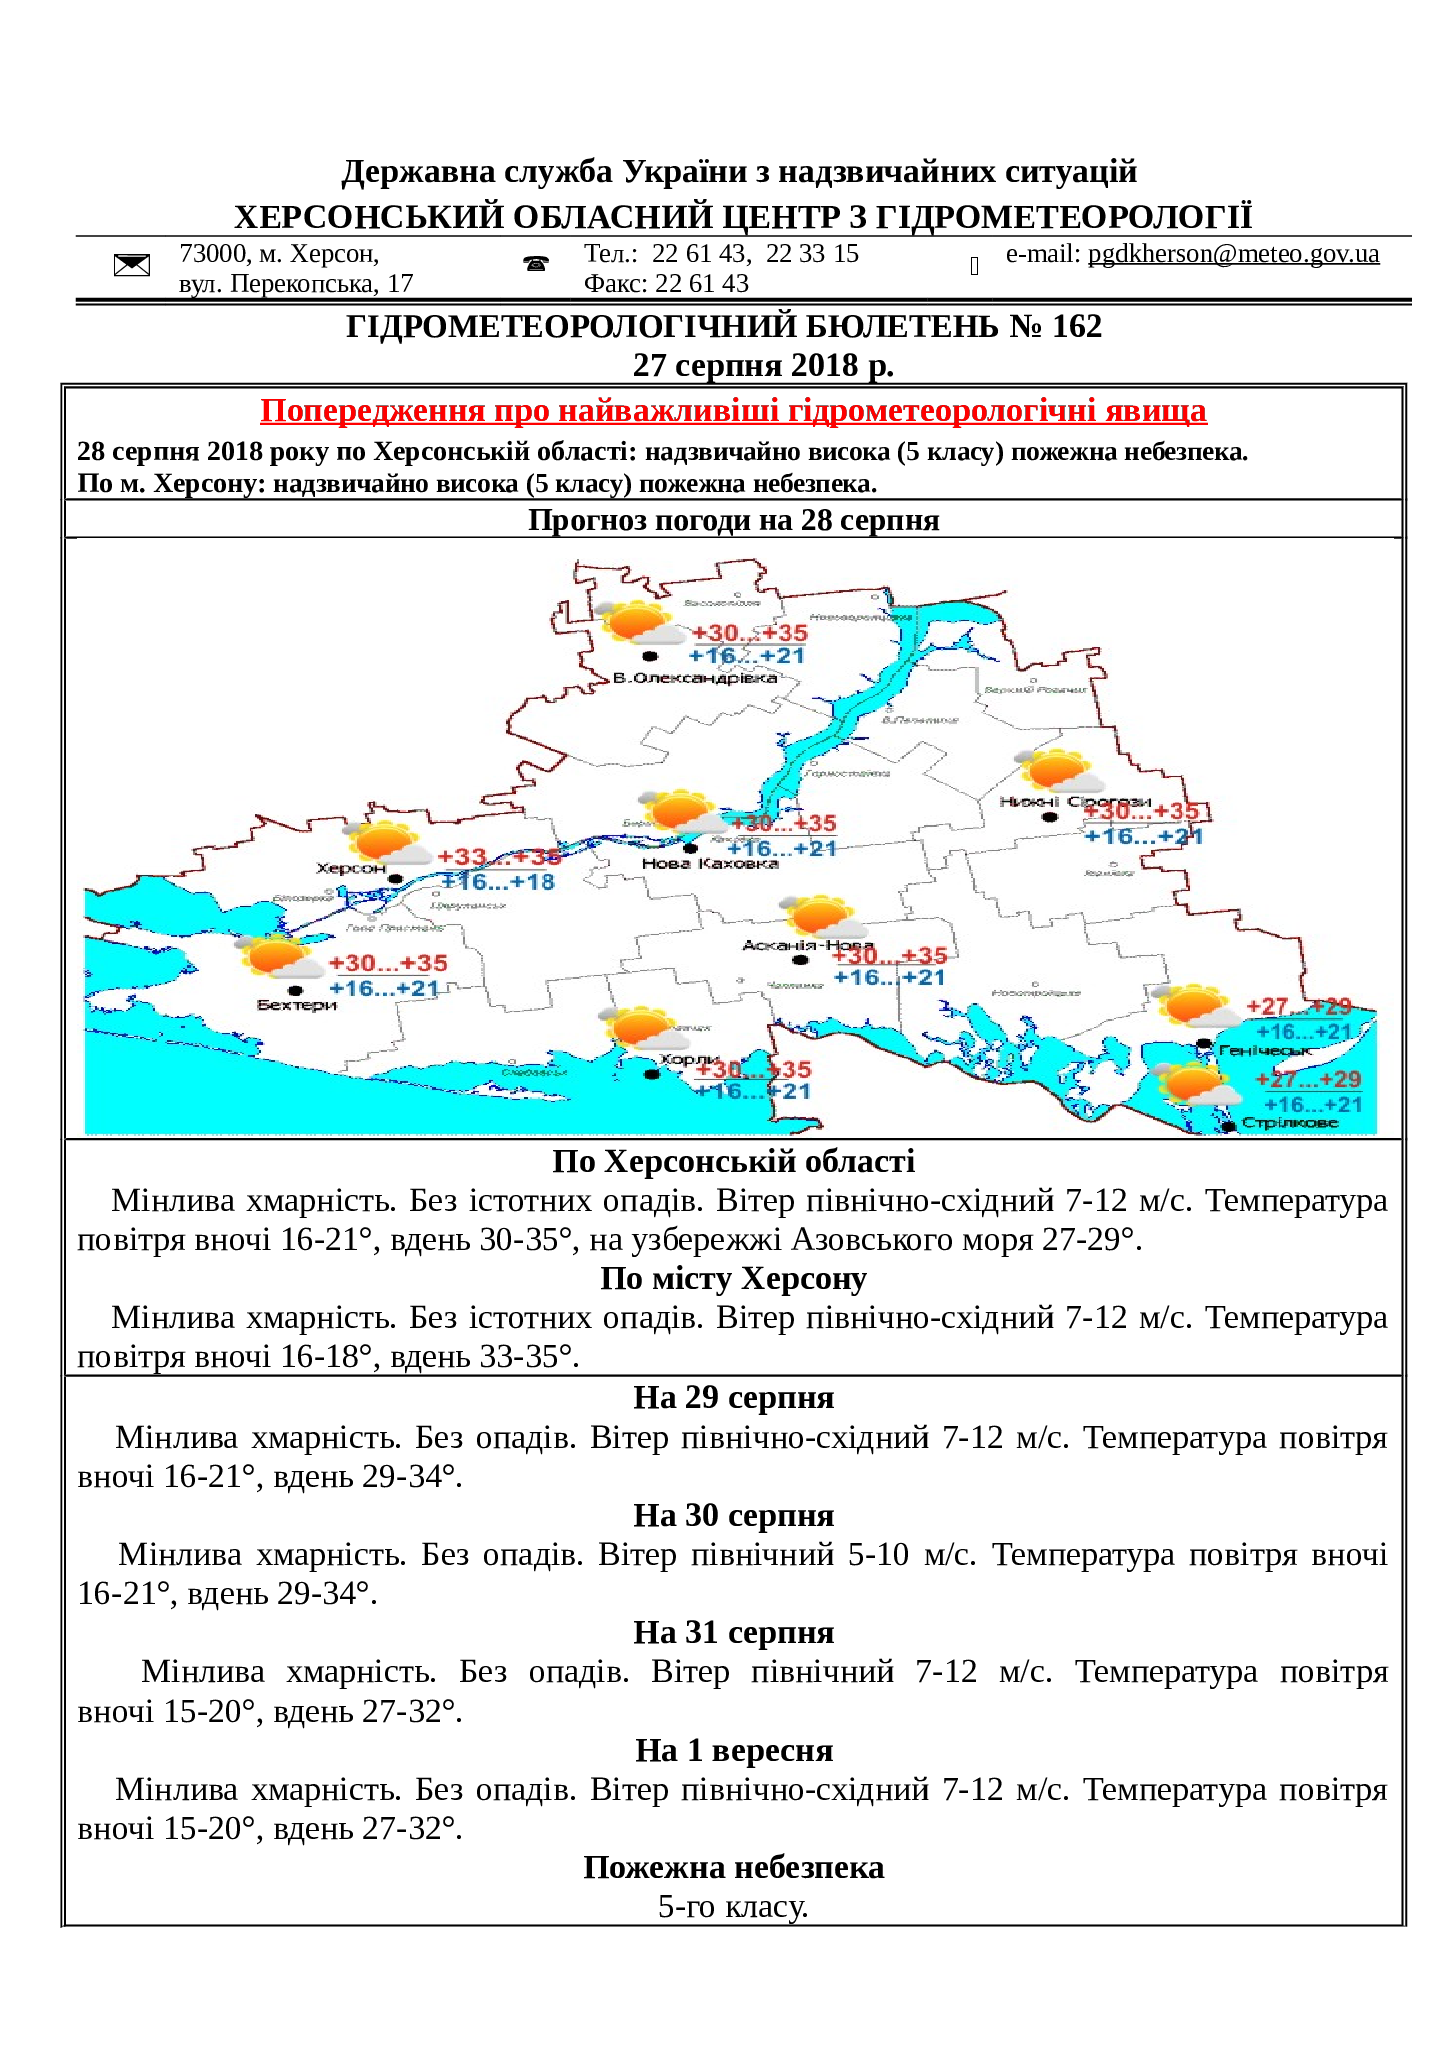 Державна служба України з надзвичайних ситуацій
ХЕРСОНСЬКИЙ ОБЛАСНИЙ ЦЕНТР З ГІДРОМЕТЕОРОЛОГІЇ
73000, м. Херсон,
вул. Перекопська, 17
Тел.: 22 61 43, 22 33 15
Факс: 22 61 43
e-mail: pgdkherson@meteo.gov.ua
ГІДРОМЕТЕОРОЛОГІЧНИЙ БЮЛЕТЕНЬ № 162
27 серпня 2018 р.
Попередження про найважливіші гідрометеорологічні явища
28 серпня 2018 року по Херсонській області: надзвичайно висока (5 класу) пожежна небезпека.
По м. Херсону: надзвичайно висока (5 класу) пожежна небезпека.
Прогноз погоди на 28 серпня
+30...+35
+16...+21
В.Олександрівка
Нижні Сірогози
+30...+35
+16...+21
+30...+35
+16...+21
Нова Каховка
Херсон
+33...+35
+16...+18
Асканія-Нова
+30...+35
+16...+21
+30...+35
+16...+21
Бехтери
+27...+29
+16...+21
Генічеськ
Хорли
+30...+35
+16...+21
+27...+29
+16...+21
Стрілкове
По Херсонській області
Мінлива хмарність. Без істотних опадів. Вітер північно-східний 7-12 м/с. Температура
повітря вночі 16-21°, вдень 30-35°, на узбережжі Азовського моря 27-29°.
По місту Херсону
Мінлива хмарність. Без істотних опадів. Вітер північно-східний 7-12 м/с. Температура
повітря вночі 16-18°, вдень 33-35°.
На 29 серпня
Мінлива хмарність. Без опадів. Вітер північно-східний 7-12 м/с. Температура повітря
вночі 16-21°, вдень 29-34°.
На 30 серпня
Мінлива хмарність. Без опадів. Вітер північний 5-10 м/с. Температура повітря вночі
16-21°, вдень 29-34°.
На 31 серпня
Мінлива хмарність. Без опадів. Вітер північний 7-12 м/с. Температура повітря
вночі 15-20°, вдень 27-32°.
На 1 вересня
Мінлива хмарність. Без опадів. Вітер північно-східний 7-12 м/с. Температура повітря
вночі 15-20°, вдень 27-32°.
Пожежна небезпека
5-го класу.